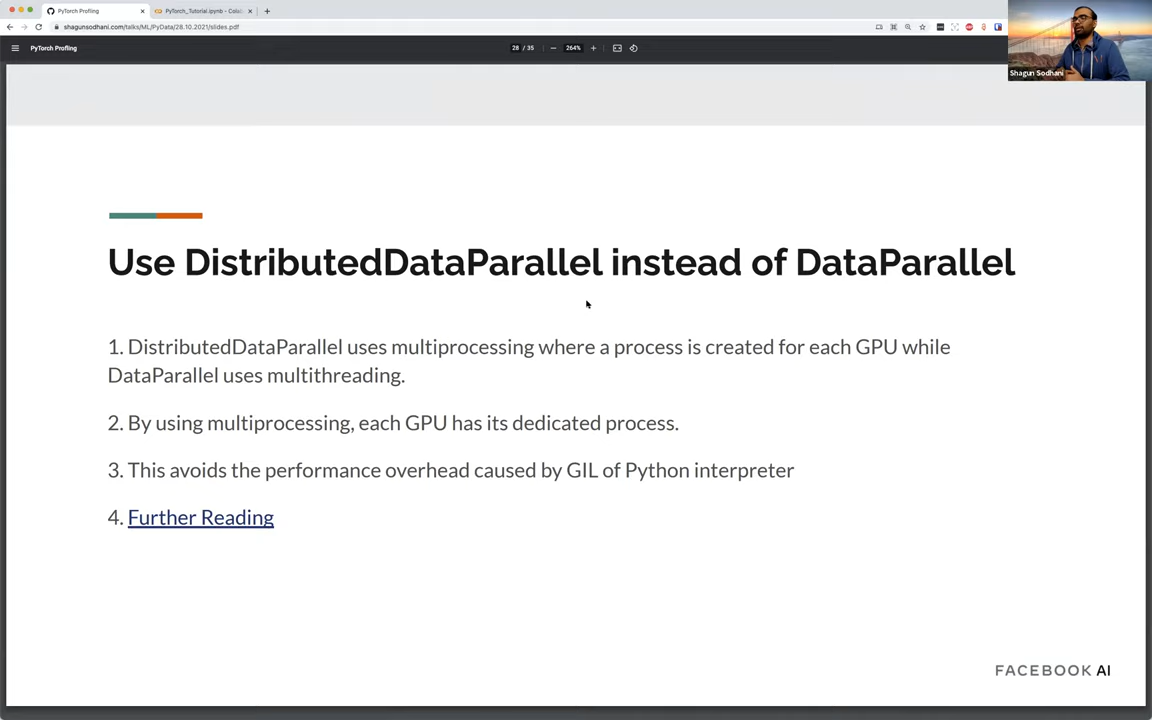 PyTorch Profling
PyTorch_Tutorial.ipynb - Colab
shagunsodhani.com/talks/ML/PyData/28.10.2021/slides.pdf
PyTorch Profling
28 / 35
264%
Shagun Sodhani
Use DistributedDataParallel instead of DataParallel
1. DistributedDataParallel uses multiprocessing where a process is created for each GPU while
DataParallel uses multithreading.
2. By using multiprocessing, each GPU has its dedicated process.
3. This avoids the performance overhead caused by GIL of Python interpreter
4. Further Reading
FACEBOOK AI